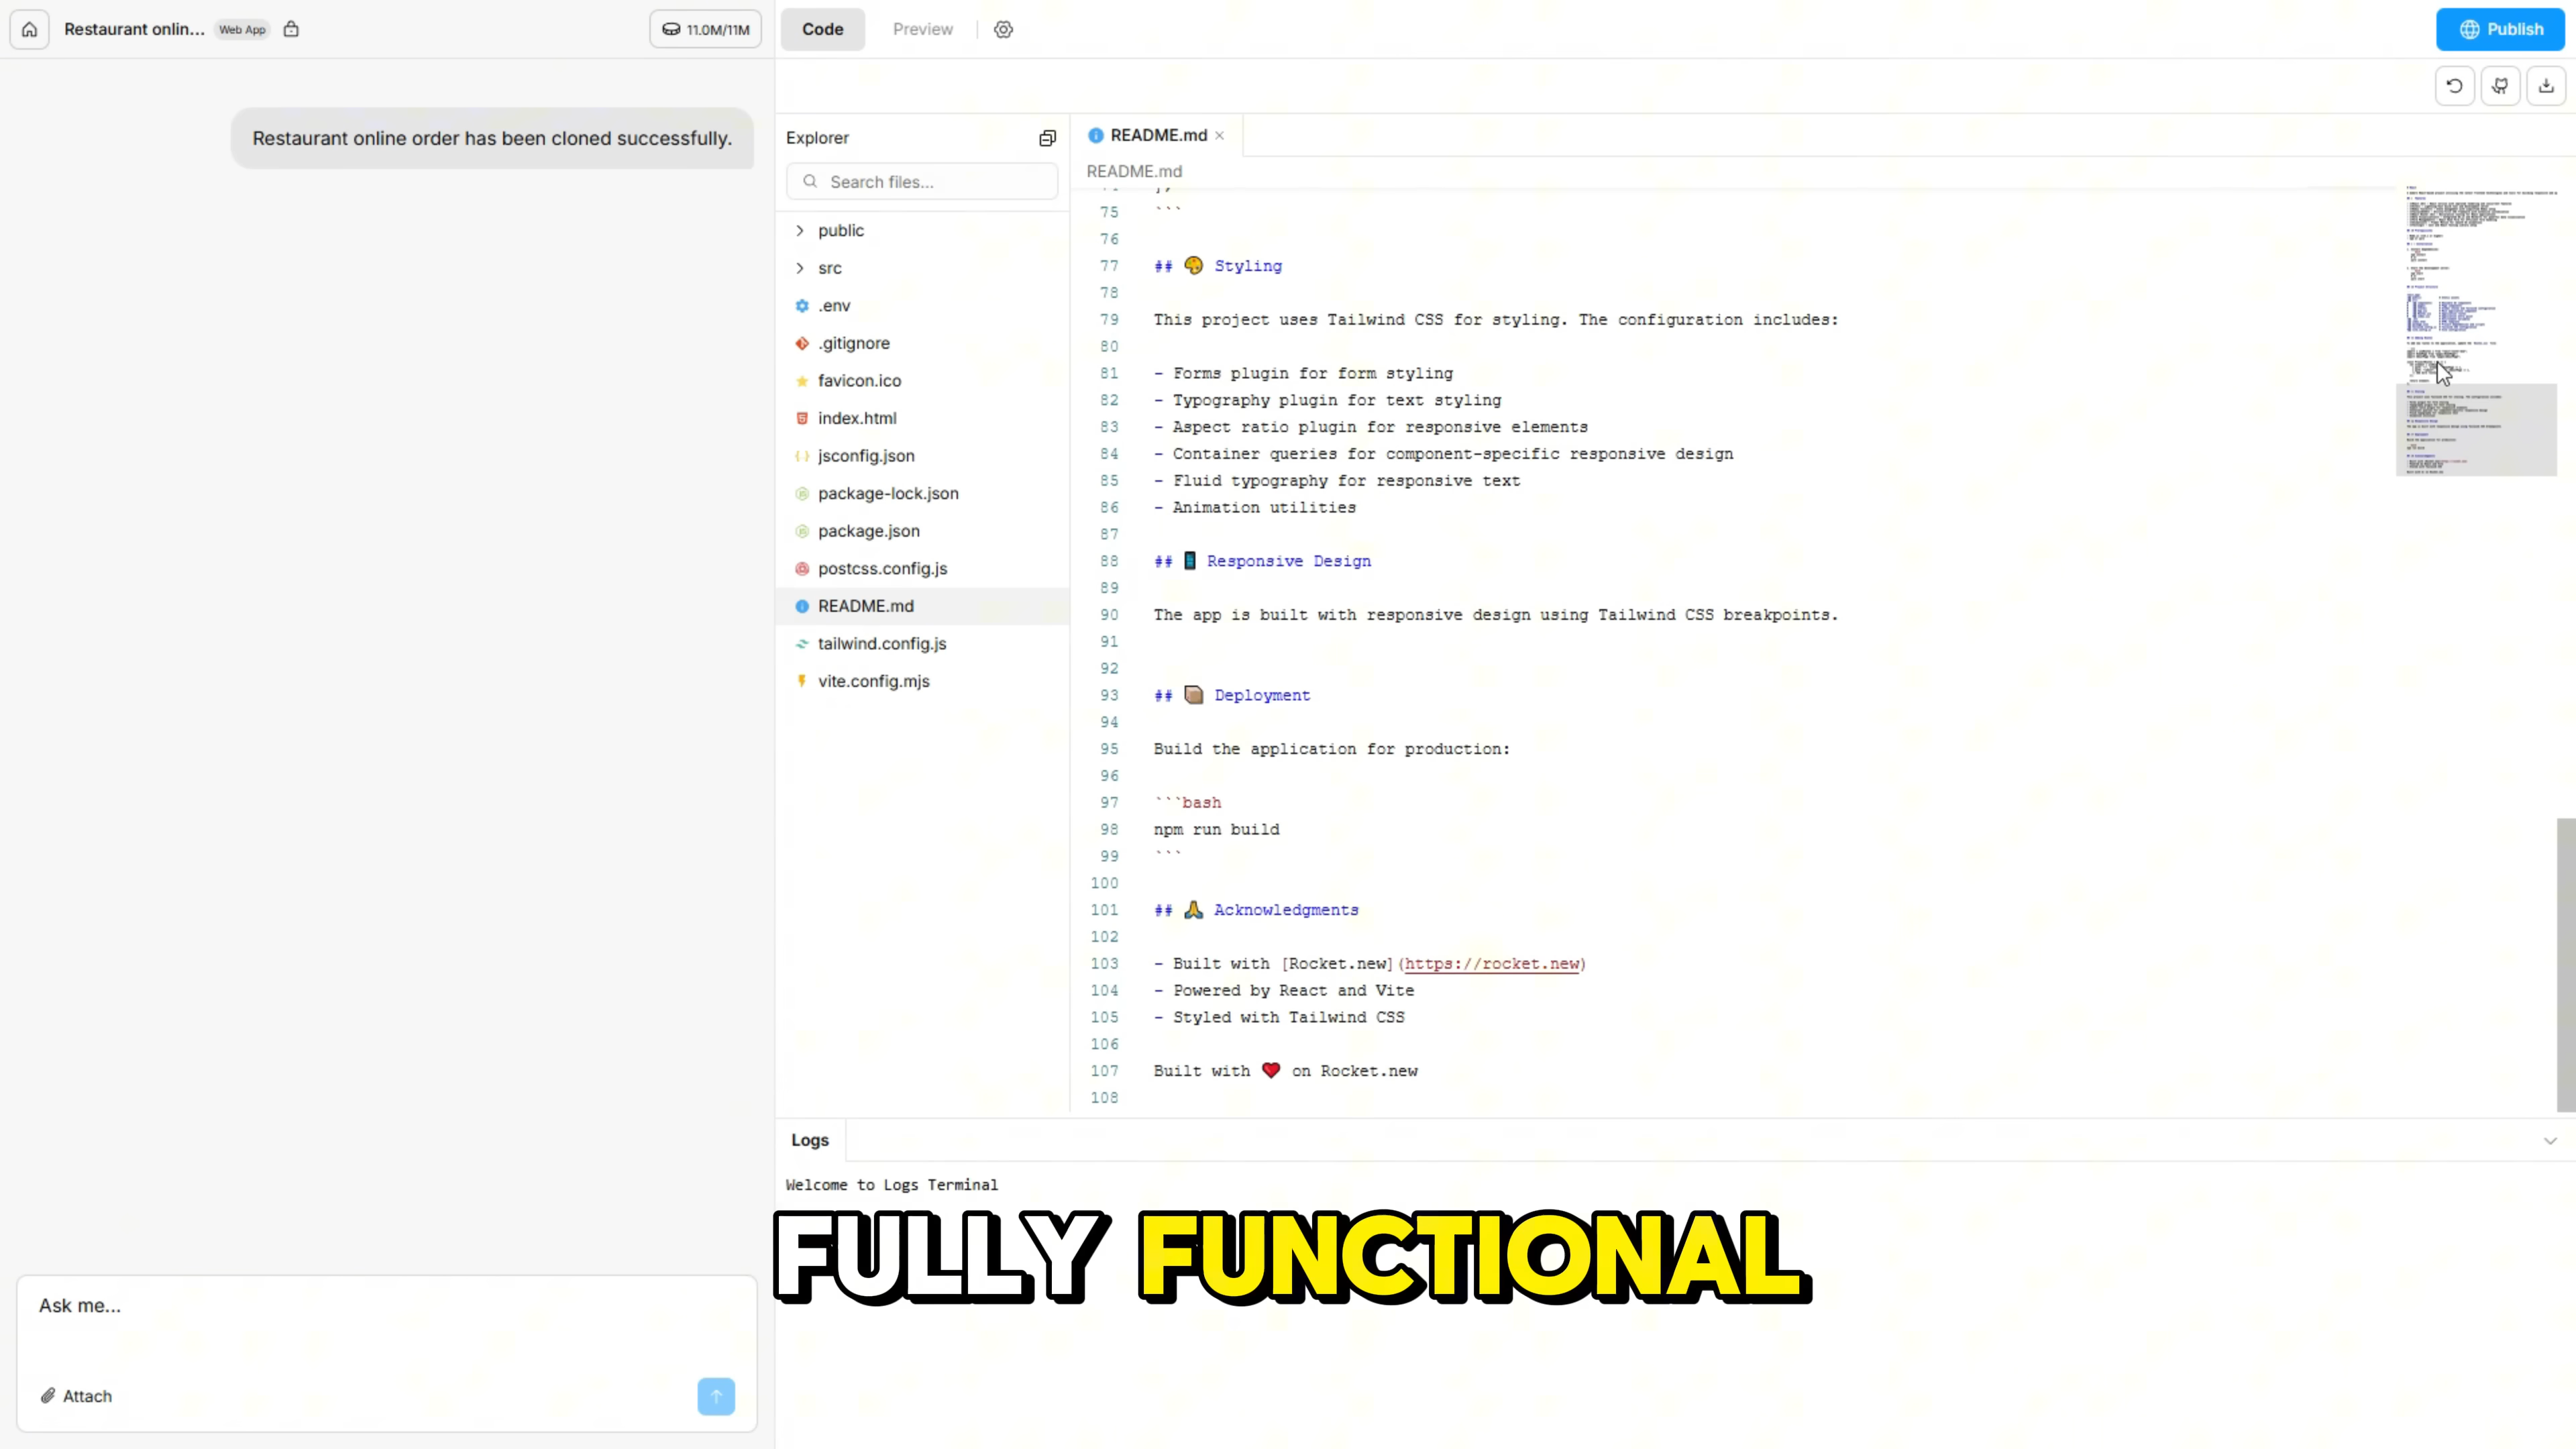 Restaurant onlin...
Web App
11.0M/11M
Code
Preview
Publish
Restaurant online order has been cloned successfully.
Explorer
Search files...
public
src
.env
.gitignore
favicon.ico
index.html
jsconfig.json
package-lock.json
package.json
postcss.config.js
README.md
tailwind.config.js
vite.config.mjs
README.md
README.md
75 ```
76
77 ## 🎨 Styling
78
79 This project uses Tailwind CSS for styling. The configuration includes:
80
81 - Forms plugin for form styling
82 - Typography plugin for text styling
83 - Aspect ratio plugin for responsive elements
84 - Container queries for component-specific responsive design
85 - Fluid typography for responsive text
86 - Animation utilities
87
88 ## 📱 Responsive Design
89
90 The app is built with responsive design using Tailwind CSS breakpoints.
91
92
93 ## 📦 Deployment
94
95 Build the application for production:
96
97 ```bash
98 npm run build
99 ```
100
101 ## 🙏 Acknowledgments
102
103 - Built with [Rocket.new](https://rocket.new)
104 - Powered by React and Vite
105 - Styled with Tailwind CSS
106
107 Built with ❤️ on Rocket.new
108
Logs
Welcome to Logs Terminal
FULLY FUNCTIONAL
Ask me...
Attach